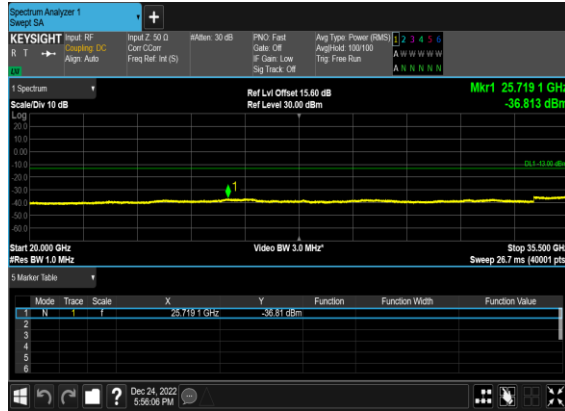 Spectrum Analyzer 1
Swept SA
+
KEYSIGHT Input: RF Input Z: 50 Ω #Atten: 30 dB PNO: Fast Avg Type: Power (RMS) 1 2 3 4 5 6
R T Coupling: DC Corr CCorr Gate: Off Avg|Hold: 100/100 A W W W W W
Align: Auto Freq Ref: Int (S) IF Gain: Low Trig: Free Run
LW Sig Track: Off A N N N N N
1 Spectrum Ref Lvl Offset 15.60 dB Mkr1 25.719 1 GHz
Scale/Div 10 dB Ref Level 30.00 dBm -36.813 dBm
Log
20.0
10.0
0.00
-10.0 DL1 -13.00 dBm
-20.0
-30.0 1
-40.0
-50.0
-60.0
Start 20.000 GHz Video BW 3.0 MHz* Stop 35.500 GHz
#Res BW 1.0 MHz Sweep 26.7 ms (40001 pts)
5 Marker Table
Mode Trace Scale X Y Function Function Width Function Value
1 N 1 f 25.719 1 GHz -36.81 dBm
2
3
4
5
6
? Dec 24, 2022
5:56:06 PM